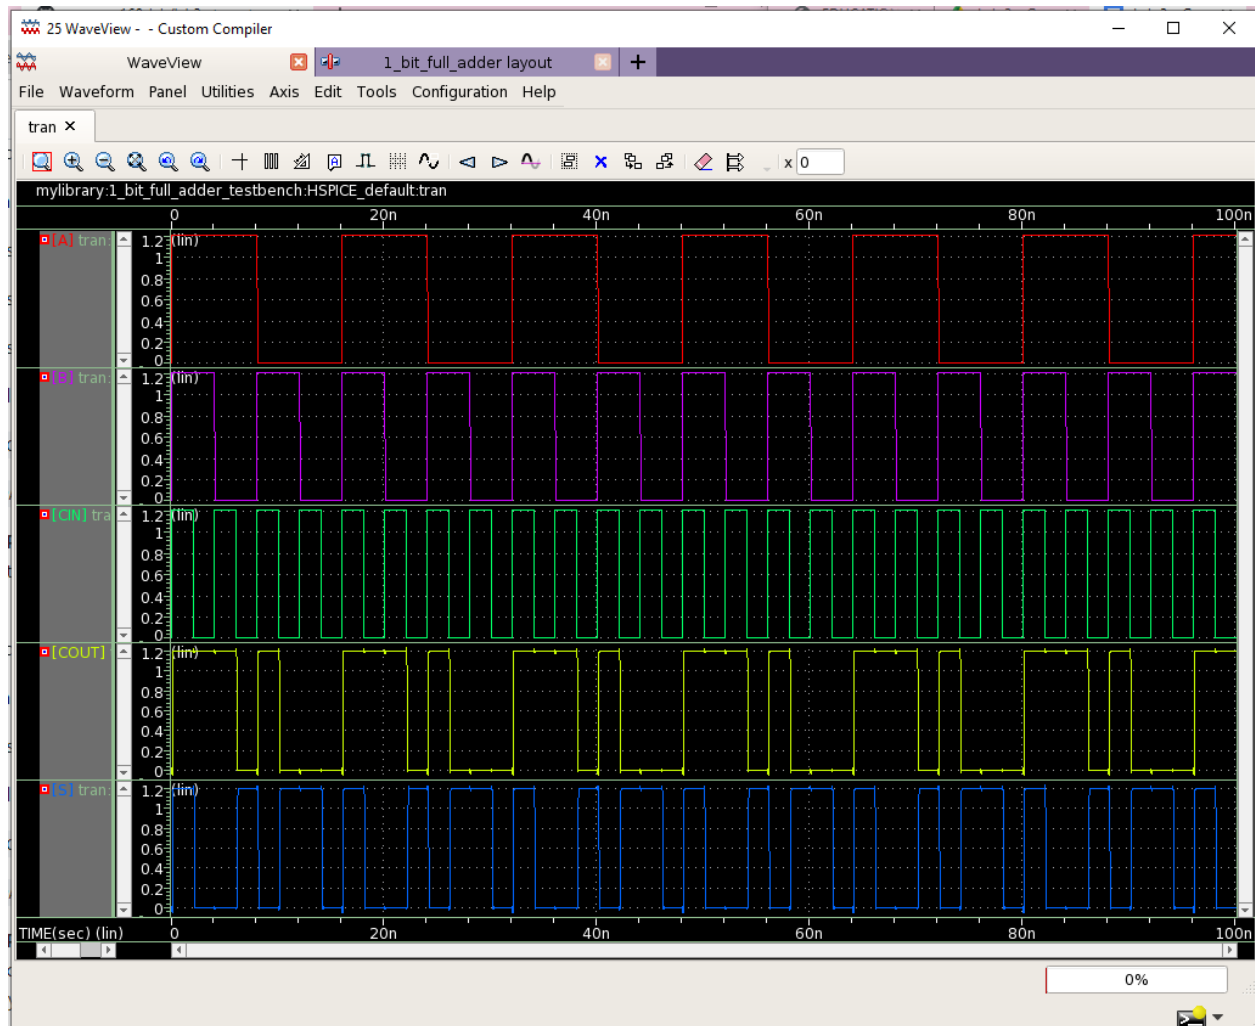 25 WaveView - - Custom Compiler
WaveView
1_bit_full_adder layout
File Waveform Panel Utilities Axis Edit Tools Configuration Help
tran
x 0
mylibrary:1_bit_full_adder_testbench:HSPICE_default:tran
0 20n 40n 60n 80n 100n
[A] tran:
1.2 (lin)
1
0.8
0.6
0.4
0.2
0
[B] tran:
1.2 (lin)
1
0.8
0.6
0.4
0.2
0
[CIN] tra
1.2 (lin)
1
0.8
0.6
0.4
0.2
0
[COUT]
1.2 (lin)
1
0.8
0.6
0.4
0.2
0
[S] tran:
1.2 (lin)
1
0.8
0.6
0.4
0.2
0
TIME(sec) (lin) 0 20n 40n 60n 80n 100n
0%